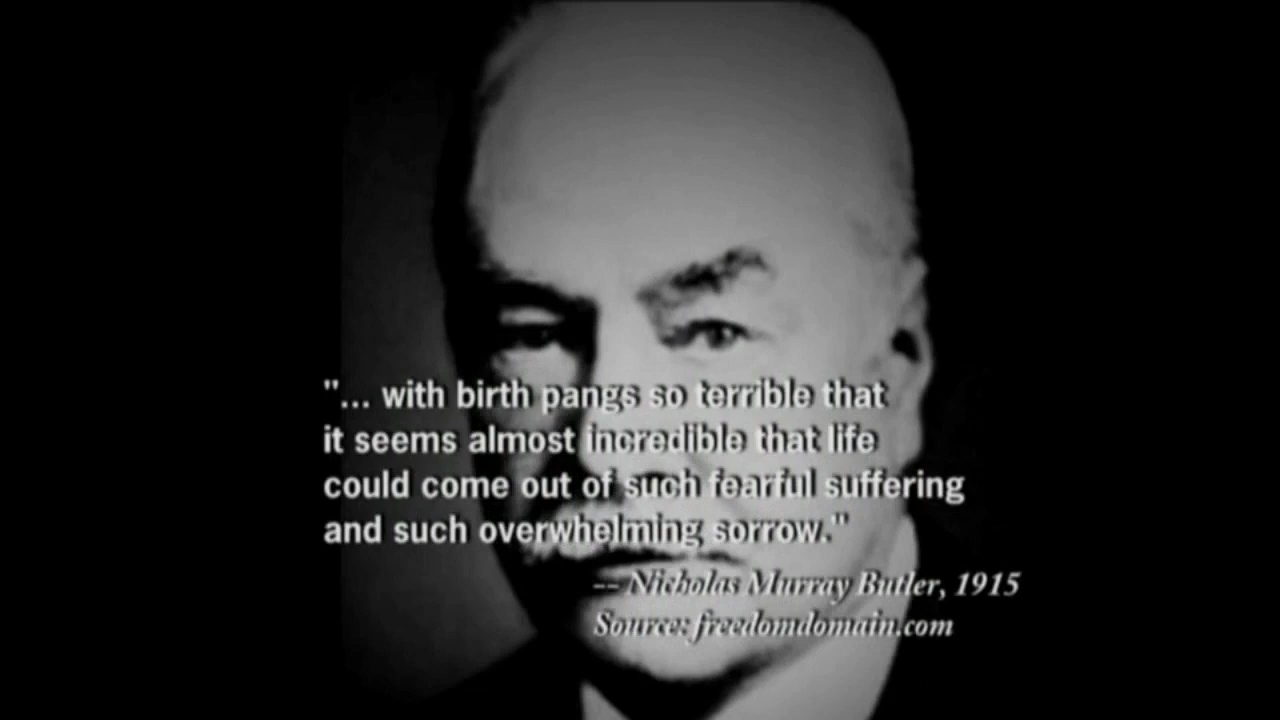 "... with birth pangs so terrible that
it seems almost incredible that life
could come out of such fearful suffering
and such overwhelming sorrow."
-- Nicholas Murray Butler, 1915
Source: freedomdomain.com